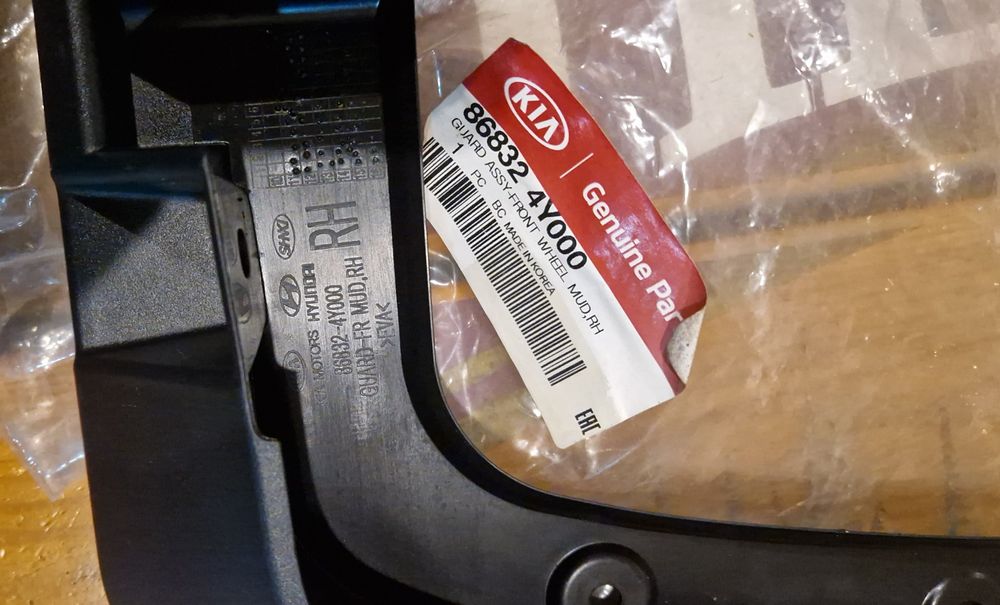 KIA
Genuine Par
86832 4Y000
GUARD ASSY-FRONT WHEEL MUD,RH
1 PC BC MADE IN KOREA
EAC
RH
HYUNDAI
MOTORS
86832-4Y000
GUARD-FR MUD,RH
>EVA<